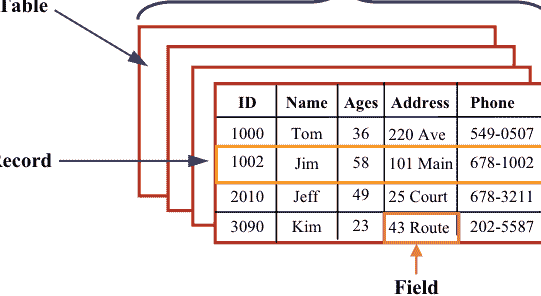 Table
Record
ID Name Ages Address Phone
1000 Tom 36 220 Ave 549-0507
1002 Jim 58 101 Main 678-1002
2010 Jeff 49 25 Court 678-3211
3090 Kim 23 43 Route 202-5587
Field